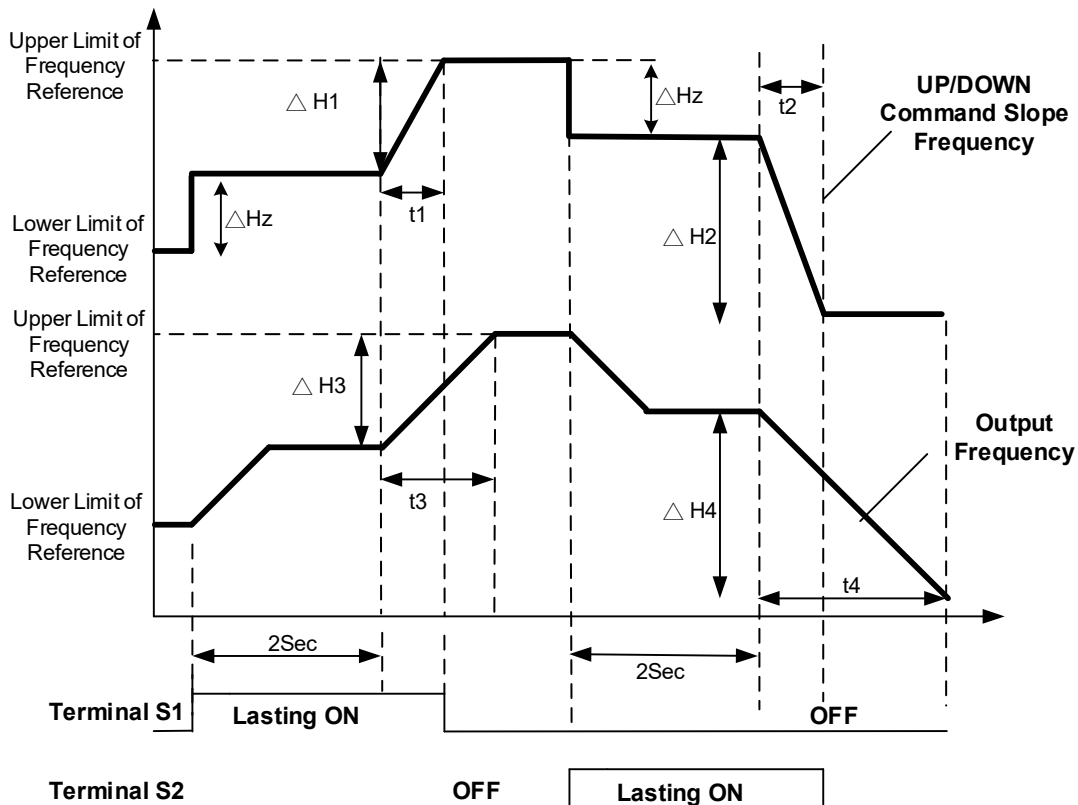 Upper Limit of
Frequency
Reference
△ H1
△Hz
t2
UP/DOWN
Command Slope
Frequency
△Hz
t1
Lower Limit of
Frequency
Reference
△ H2
Upper Limit of
Frequency
Reference
△ H3
Output
Frequency
Lower Limit of
Frequency
Reference
t3
△ H4
t4
2Sec
2Sec
Terminal S1
Lasting ON
OFF
Terminal S2
OFF
Lasting ON